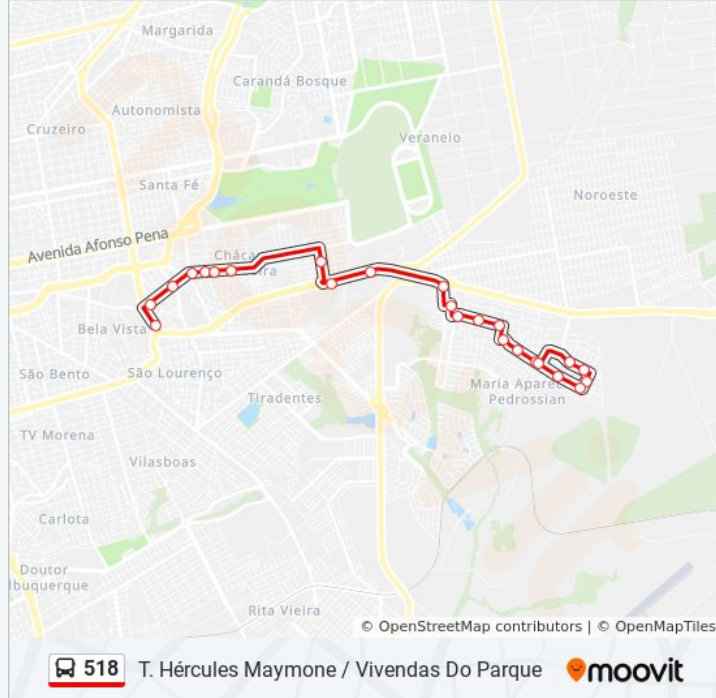 Margarida
Carandá Bosque
Autonomista
Cruzeiro
Veraneio
Santa Fé
Noroeste
Avenida Afonso Pena
Bela Vista
São Bento
São Lourenço
Tiradentes
Maria Apare
Pedrossian
TV Morena
Vilasboas
Carlota
Doutor
lbuquerque
Rita Vieira
© OpenStreetMap contributors | © OpenMapTiles
518 T. Hércules Maymone / Vivendas Do Parque moovit